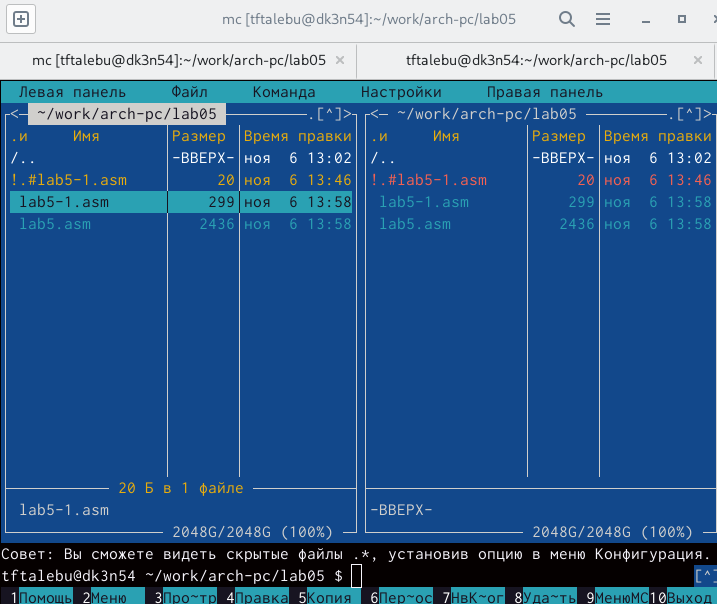 mc [tftalebu@dk3n54]:~/work/arch-pc/lab05
mc [tftalebu@dk3n54]:~/work/arch-pc/lab05 × tftalebu@dk3n54:~/work/arch-pc/lab05 ×
Левая панель Файл Команда Настройки Правая панель
<— ~/work/arch-pc/lab05 .[^]> <— ~/work/arch-pc/lab05 .[^]>
.и Имя Размер Время правки .и Имя Размер Время правки
/.. -ВВЕРХ- ноя 6 13:02 /.. -ВВЕРХ- ноя 6 13:02
!.#lab5-1.asm 20 ноя 6 13:46 !.#lab5-1.asm 20 ноя 6 13:46
lab5-1.asm 299 ноя 6 13:58 lab5-1.asm 299 ноя 6 13:58
lab5.asm 2436 ноя 6 13:58 lab5.asm 2436 ноя 6 13:58
20 Б в 1 файле
lab5-1.asm -ВВЕРХ-
2048G/2048G (100%) 2048G/2048G (100%)
Совет: Вы сможете видеть скрытые файлы .*, установив опцию в меню Конфигурация.
tftalebu@dk3n54 ~/work/arch-pc/lab05 $ [^]
1Помощь 2Меню 3Про~тр 4Правка 5Копия 6Пер~ос 7НвК~ог 8Уда~ть 9МенюМС 10Выход